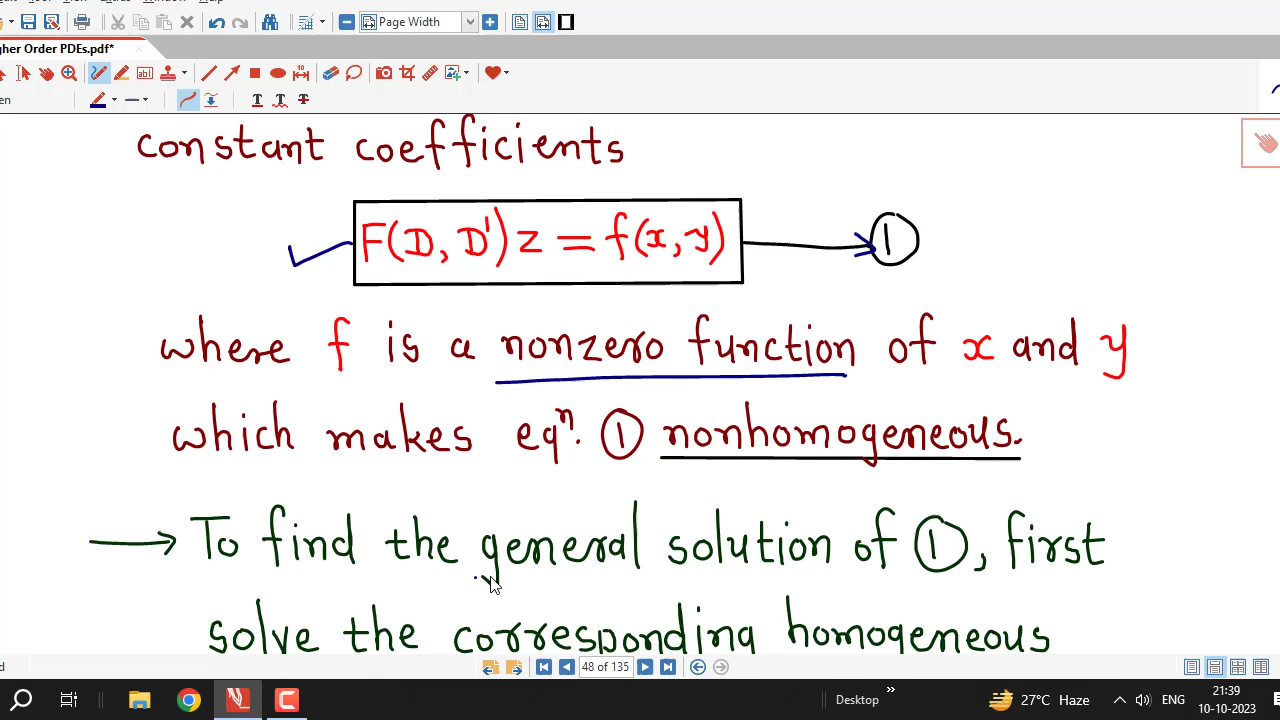 Page Width
gher Order PDEs.pdf*
constant coefficients
F(D, D')z = f(x, y) ①
where f is a nonzero function of x and y
which makes eqⁿ. ① nonhomogeneous.
→ To find the general solution of ①, first
solve the corresponding homogeneous
48 of 135
Desktop
»
27°C Haze
ENG
21:39
10-10-2023